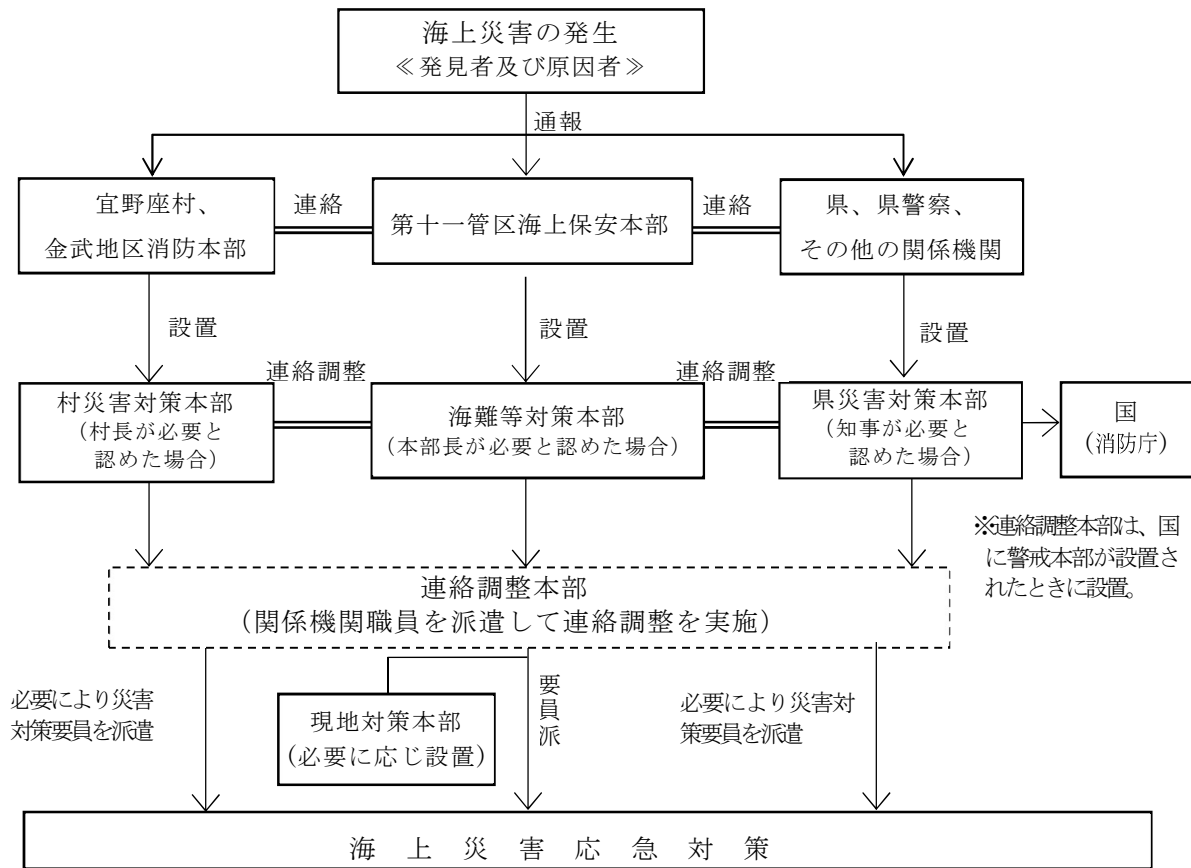 海上災害の発生
≪発見者及び原因者≫
通報
宜野座村、
金武地区消防本部
連絡
第十一管区海上保安本部
連絡
県、県警察、
その他の関係機関
設置
設置
設置
村災害対策本部
(村長が必要と
認めた場合)
連絡調整
海難等対策本部
(本部長が必要と認めた場合)
連絡調整
県災害対策本部
(知事が必要と
認めた場合)
国
(消防庁)
※連絡調整本部は、国
に警戒本部が設置さ
れたときに設置。
連絡調整本部
(関係機関職員を派遣して連絡調整を実施)
必要により災害
対策要員を派遣
現地対策本部
(必要に応じ設置)
要員派
必要により災害対
策要員を派遣
海上災害応急対策